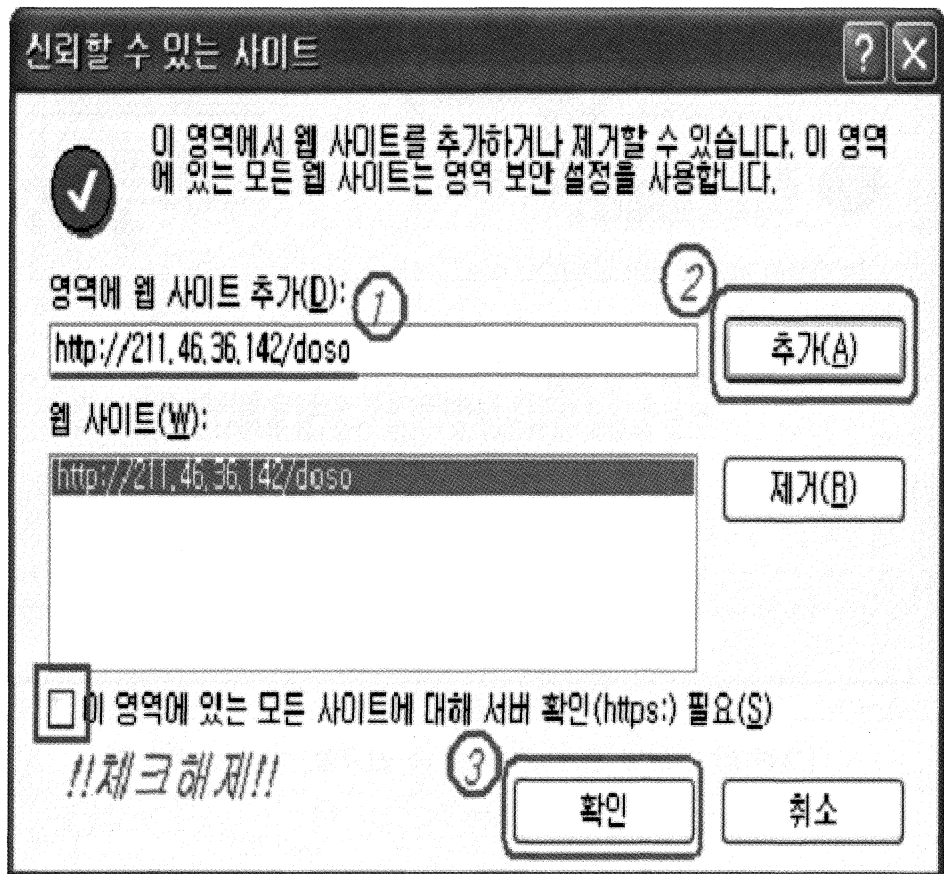 신뢰할 수 있는 사이트
이 영역에서 웹 사이트를 추가하거나 제거할 수 있습니다. 이 영역
에 있는 모든 웹 사이트는 영역 보안 설정을 사용합니다.
영역에 웹 사이트 추가(D): 1
2
http://211.46.36.142/doso
추가(A)
웹 사이트(W):
http://211.46.36.142/doso
제거(R)
이 영역에 있는 모든 사이트에 대해 서버 확인(https:) 필요(S)
!!체크해제!!
3
확인
취소